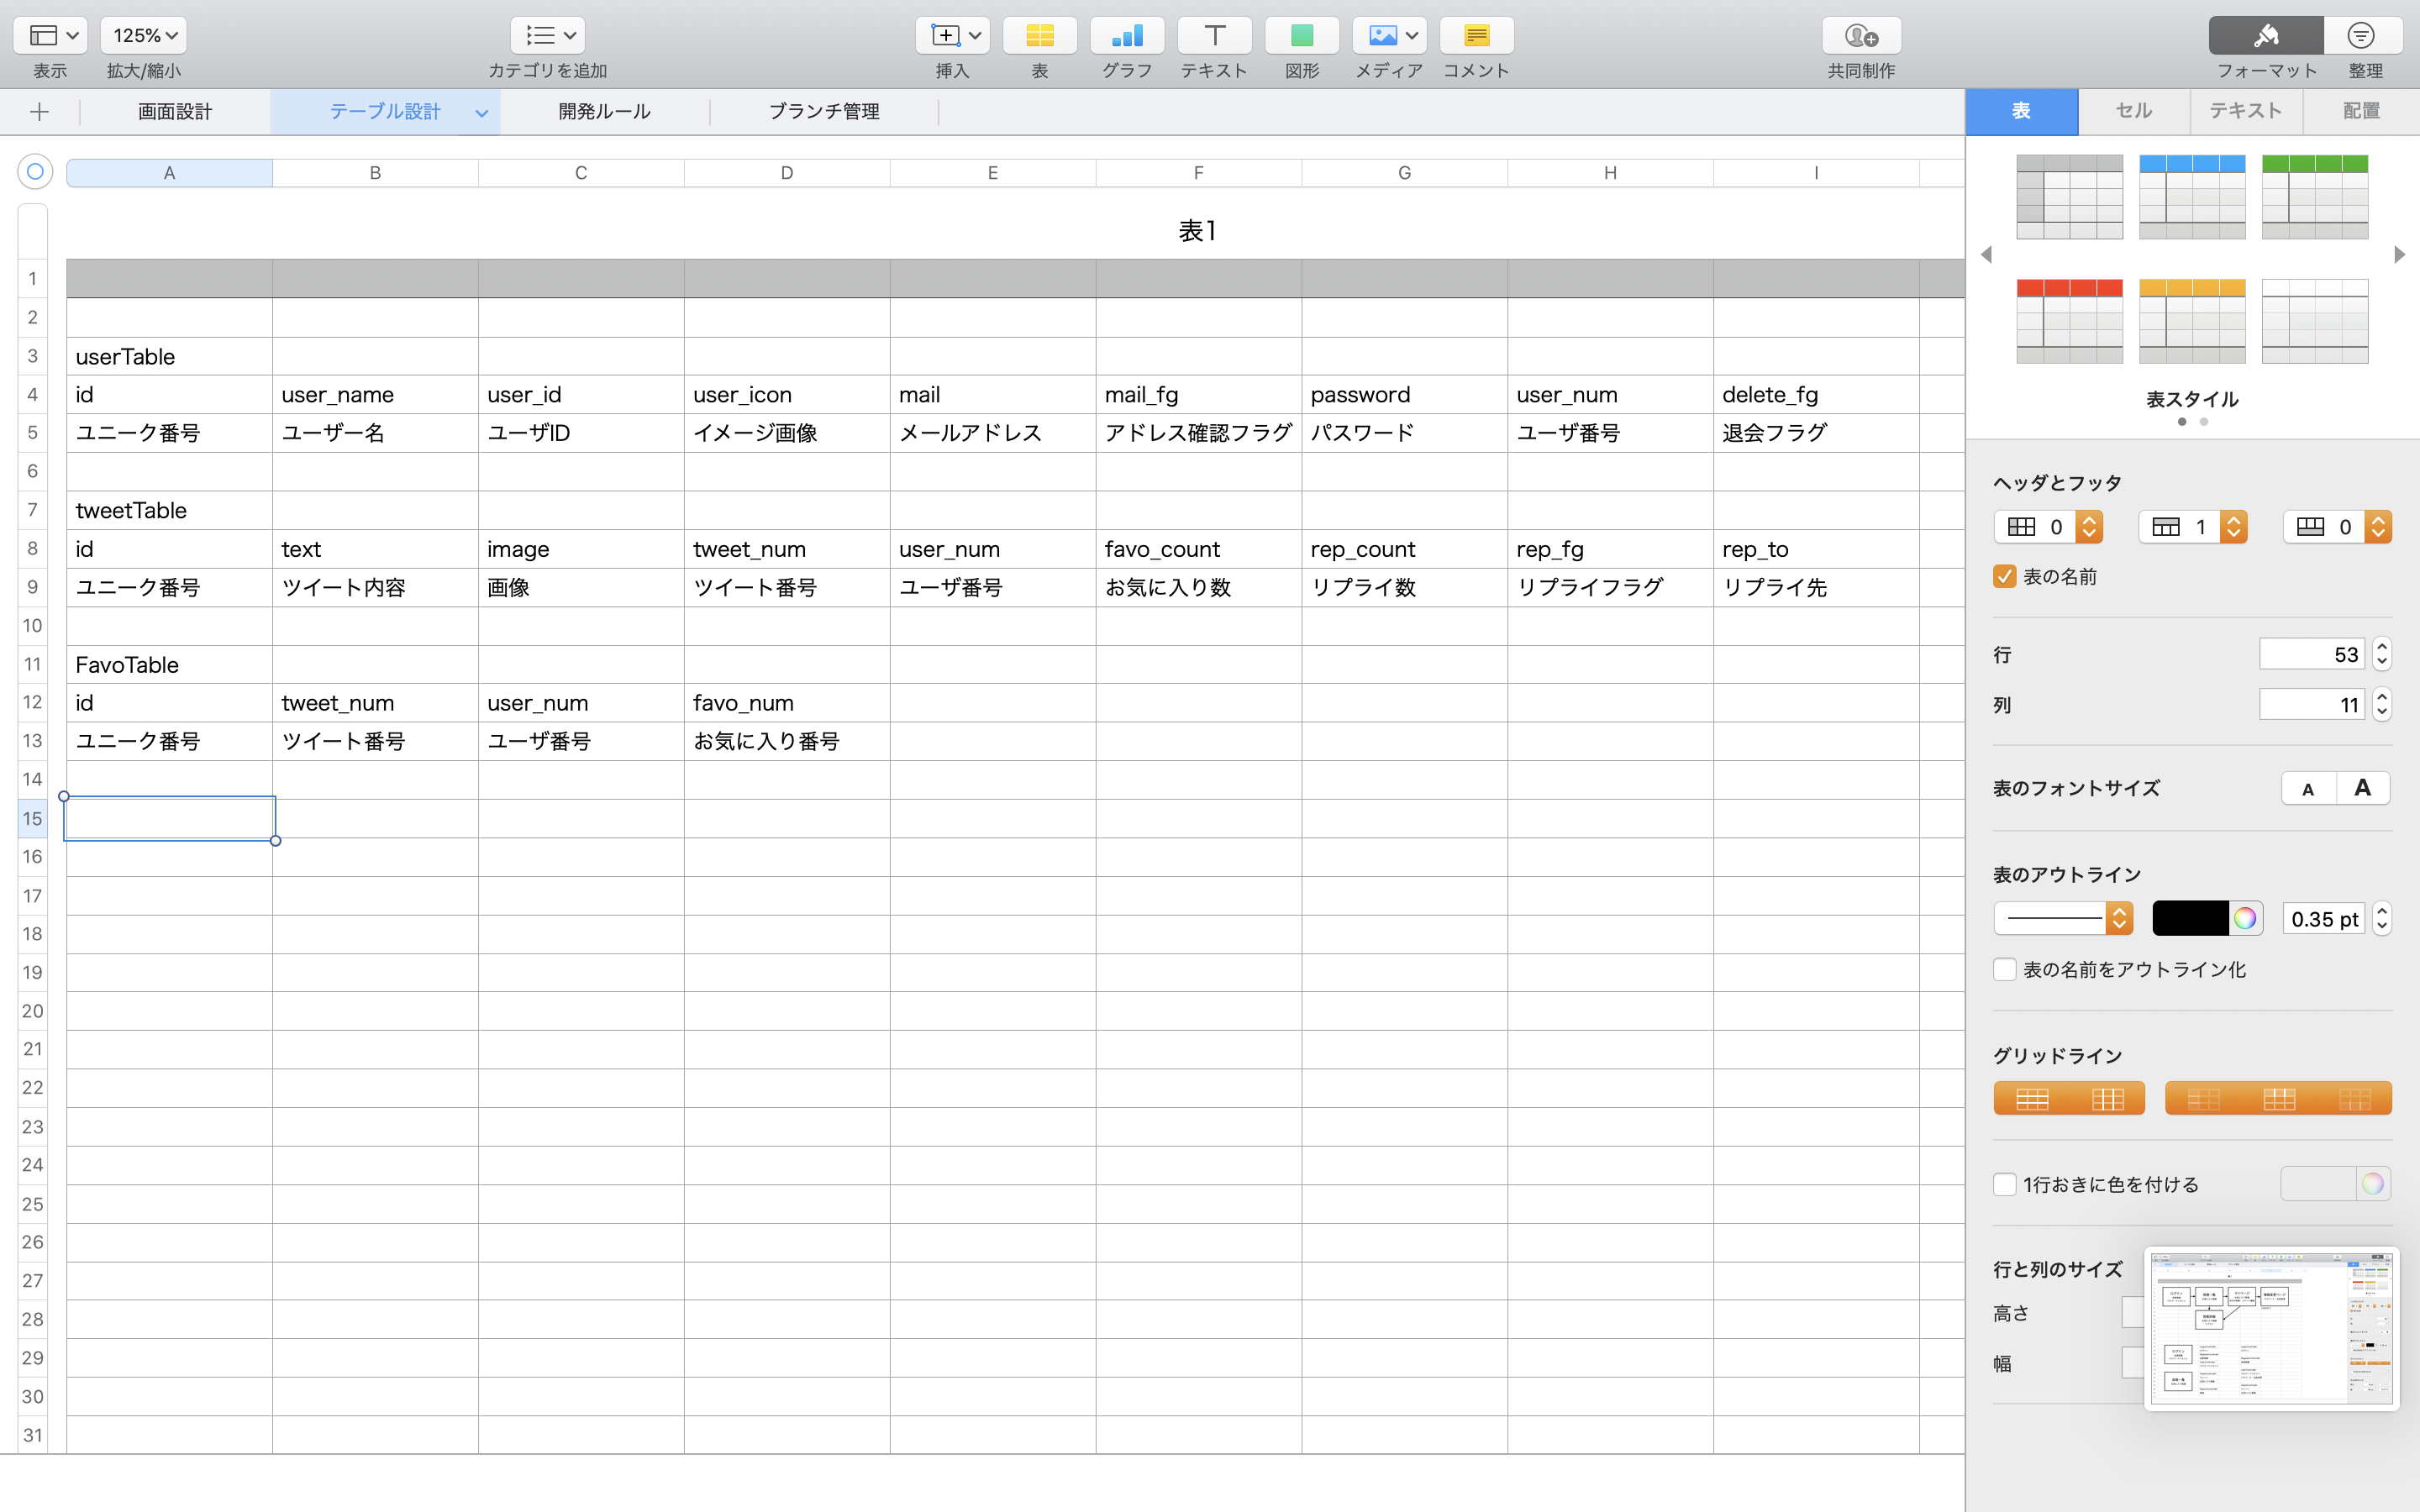 125%
表示
拡大/縮小
カテゴリを追加
挿入
表
グラフ
テキスト
図形
メディア
コメント
共同制作
フォーマット
整理
画面設計
テーブル設計
開発ルール
ブランチ管理
表
セル
テキスト
配置
A B C D E F G H I
表1
1
2
3 userTable
4 id user_name user_id user_icon mail mail_fg password user_num delete_fg
5 ユニーク番号 ユーザー名 ユーザID イメージ画像 メールアドレス アドレス確認フラグ パスワード ユーザ番号 退会フラグ
6
7 tweetTable
8 id text image tweet_num user_num favo_count rep_count rep_fg rep_to
9 ユニーク番号 ツイート内容 画像 ツイート番号 ユーザ番号 お気に入り数 リプライ数 リプライフラグ リプライ先
10
11 FavoTable
12 id tweet_num user_num favo_num
13 ユニーク番号 ツイート番号 ユーザ番号 お気に入り番号
14
15
16
17
18
19
20
21
22
23
24
25
26
27
28
29
30
31
表スタイル
ヘッダとフッタ
0 1 0
表の名前
行 53
列 11
表のフォントサイズ A A
表のアウトライン
0.35 pt
表の名前をアウトライン化
グリッドライン
1行おきに色を付ける
行と列のサイズ
高さ
幅